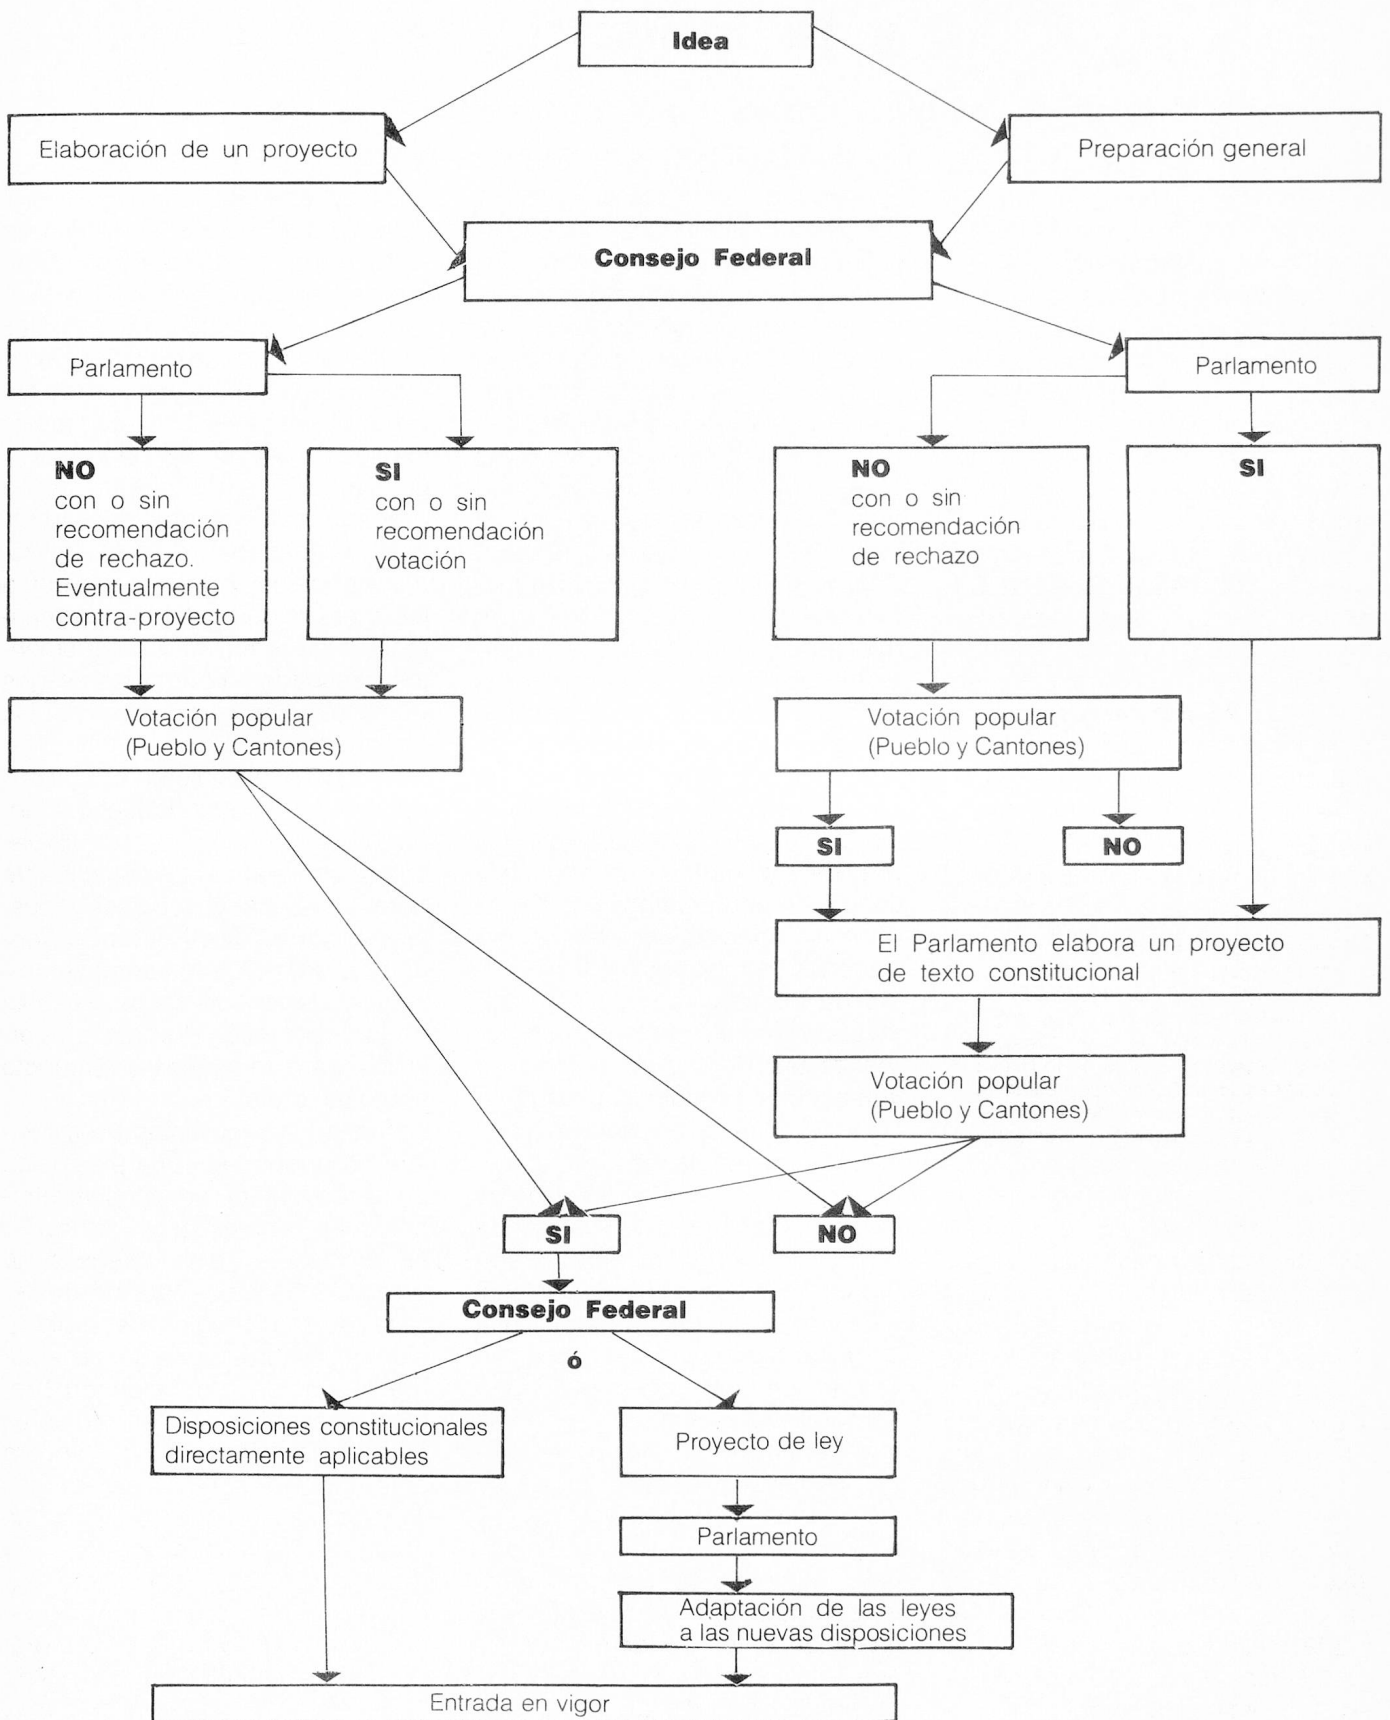 Idea
Elaboración de un proyecto
Preparación general
Consejo Federal
Parlamento
Parlamento
NO
con o sin
recomendación
de rechazo.
Eventualmente
contra-proyecto
SI
con o sin
recomendación
votación
NO
con o sin
recomendación
de rechazo
SI
Votación popular
(Pueblo y Cantones)
Votación popular
(Pueblo y Cantones)
SI
NO
El Parlamento elabora un proyecto
de texto constitucional
Votación popular
(Pueblo y Cantones)
SI
NO
Consejo Federal
ó
Disposiciones constitucionales
directamente aplicables
Proyecto de ley
Parlamento
Adaptación de las leyes
a las nuevas disposiciones
Entrada en vigor